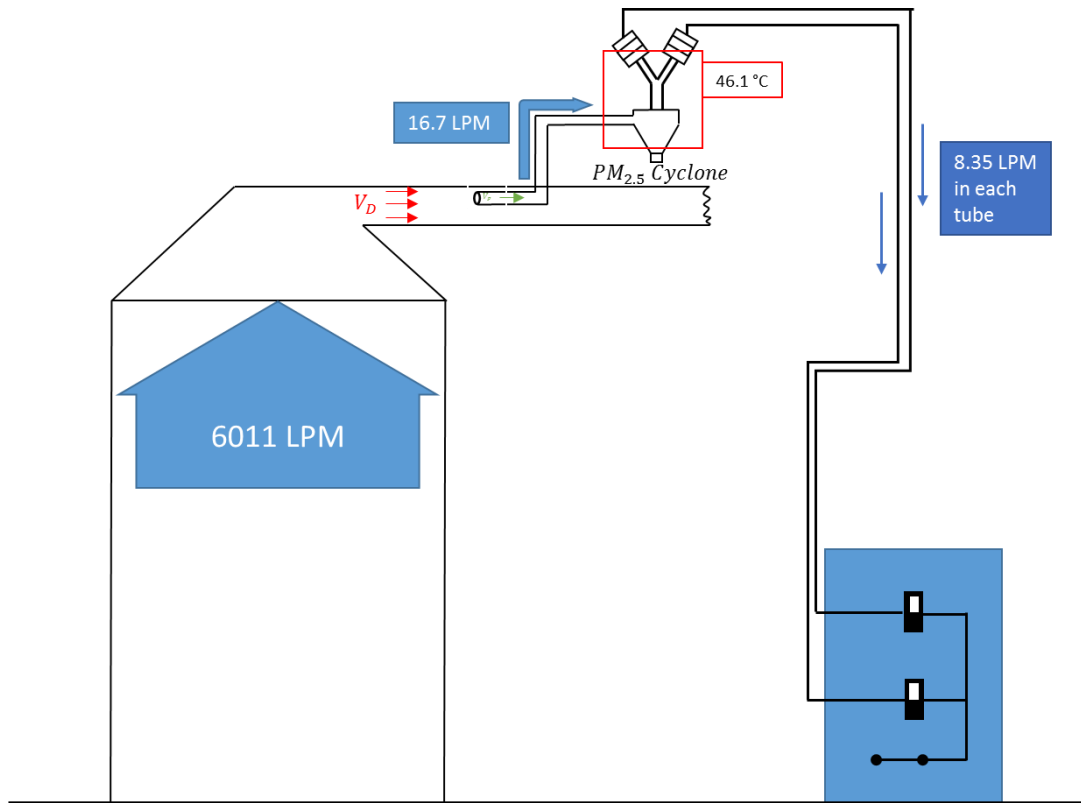 46.1 °C
16.7 LPM
PM2.5 Cyclone
8.35 LPM
in each
tube
VD
6011 LPM